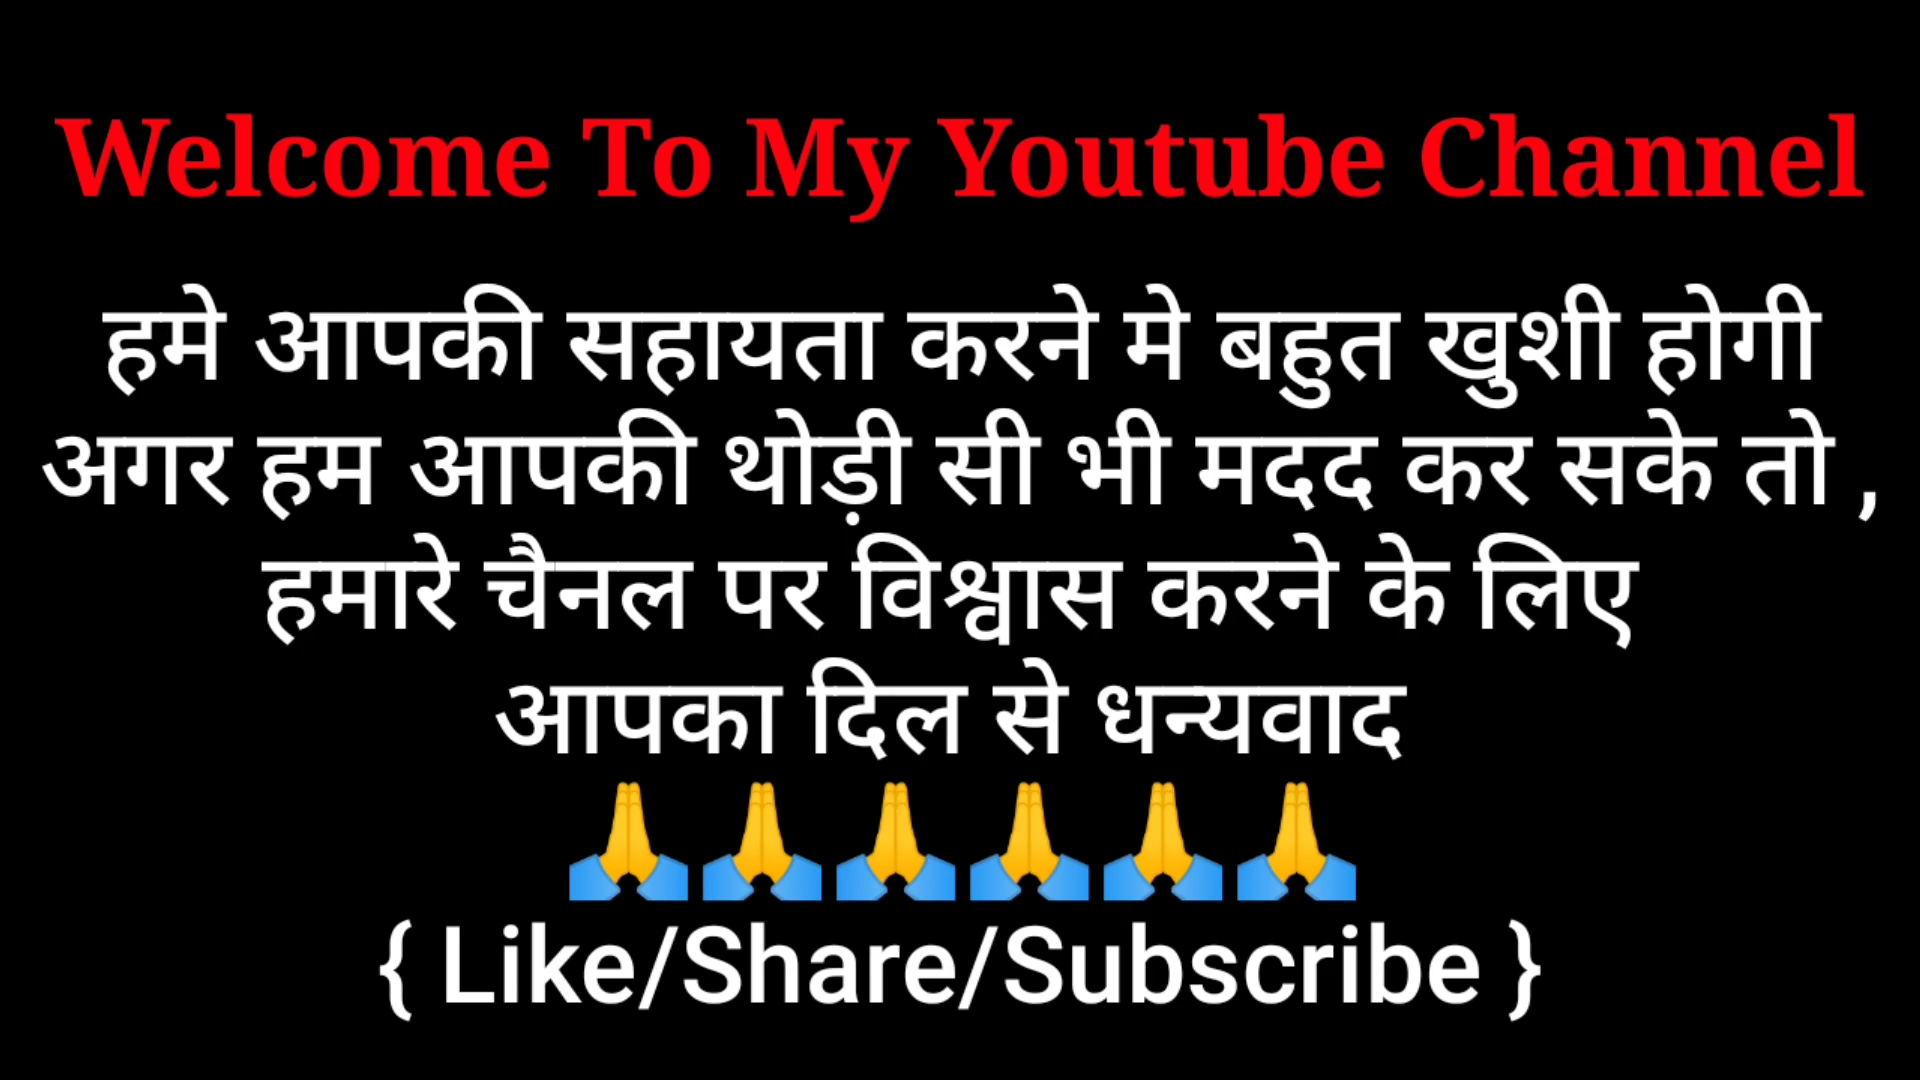 Welcome To My Youtube Channel
हमे आपकी सहायता करने मे बहुत खुशी होगी
अगर हम आपकी थोड़ी सी भी मदद कर सके तो ,
हमारे चैनल पर विश्वास करने के लिए
आपका दिल से धन्यवाद
🙏🙏🙏🙏🙏🙏
{ Like/Share/Subscribe }